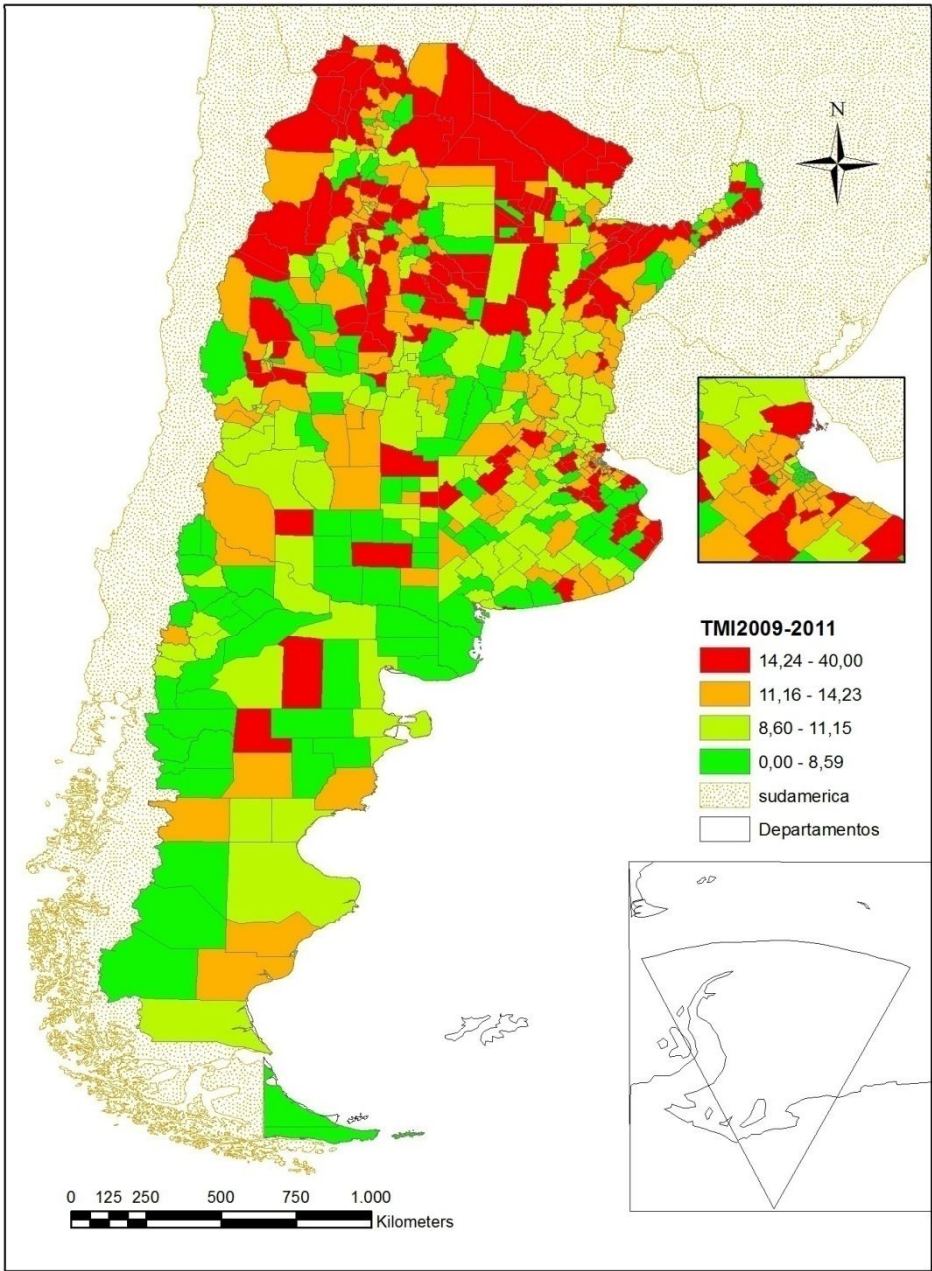 N
TMI2009-2011
14,24 - 40,00
11,16 - 14,23
8,60 - 11,15
0,00 - 8,59
sudamerica
Departamentos
0 125 250 500 750 1.000
Kilometers